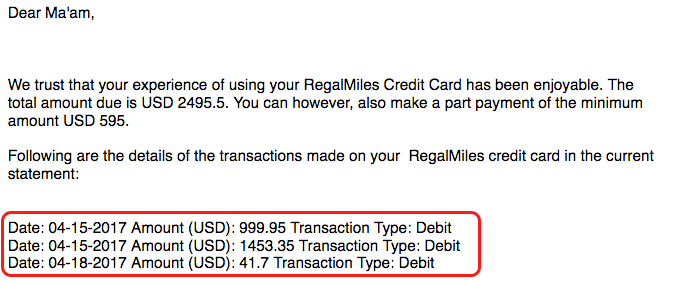 Dear Ma'am,
We trust that your experience of using your RegalMiles Credit Card has been enjoyable. The
total amount due is USD 2495.5. You can however, also make a part payment of the minimum
amount USD 595.
Following are the details of the transactions made on your  RegalMiles credit card in the current
statement:
Date: 04-15-2017 Amount (USD): 999.95 Transaction Type: Debit
Date: 04-15-2017 Amount (USD): 1453.35 Transaction Type: Debit
Date: 04-18-2017 Amount (USD): 41.7 Transaction Type: Debit